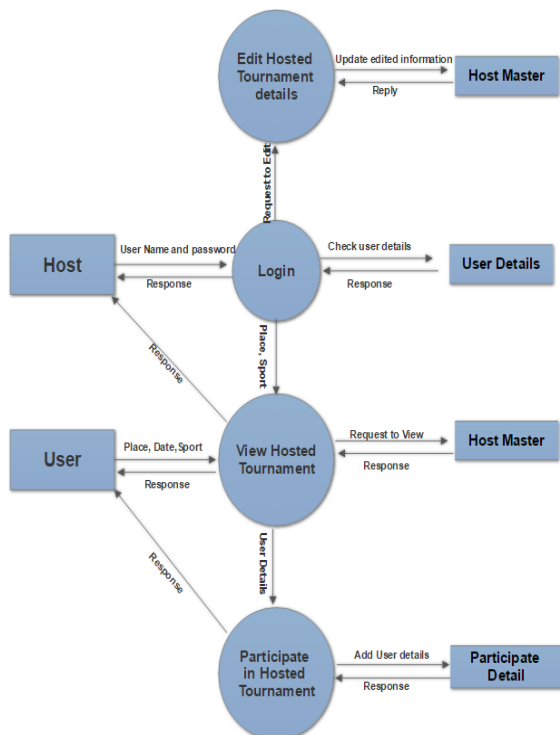 Edit Hosted
Tournament
details
Update edited information
Reply
Host Master
Request to Edit
Host
User Name and password
Response
Login
Check user details
Response
User Details
Response
Place, Sport
User
Place, Date,Sport
Response
View Hosted
Tournament
Request to View
Response
Host Master
Response
User Details
Participate
in Hosted
Tournament
Add User details
Response
Participate
Detail